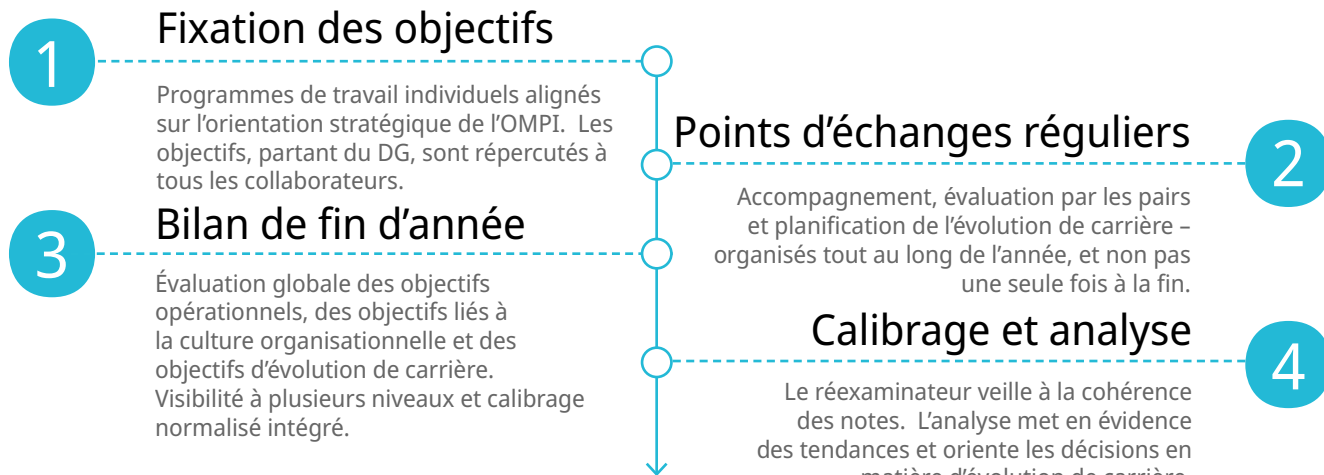 1
Fixation des objectifs
Programmes de travail individuels alignés
sur l’orientation stratégique de l’OMPI.  Les
objectifs, partant du DG, sont répercutés à
tous les collaborateurs.
2
Points d’échanges réguliers
Accompagnement, évaluation par les pairs
et planification de l’évolution de carrière –
organisés tout au long de l’année, et non pas
une seule fois à la fin.
3
Bilan de fin d’année
Évaluation globale des objectifs
opérationnels, des objectifs liés à
la culture organisationnelle et des
objectifs d’évolution de carrière.
Visibilité à plusieurs niveaux et calibrage
normalisé intégré.
4
Calibrage et analyse
Le réexaminateur veille à la cohérence
des notes.  L’analyse met en évidence
des tendances et oriente les décisions en
matière d’évolution de carrière.